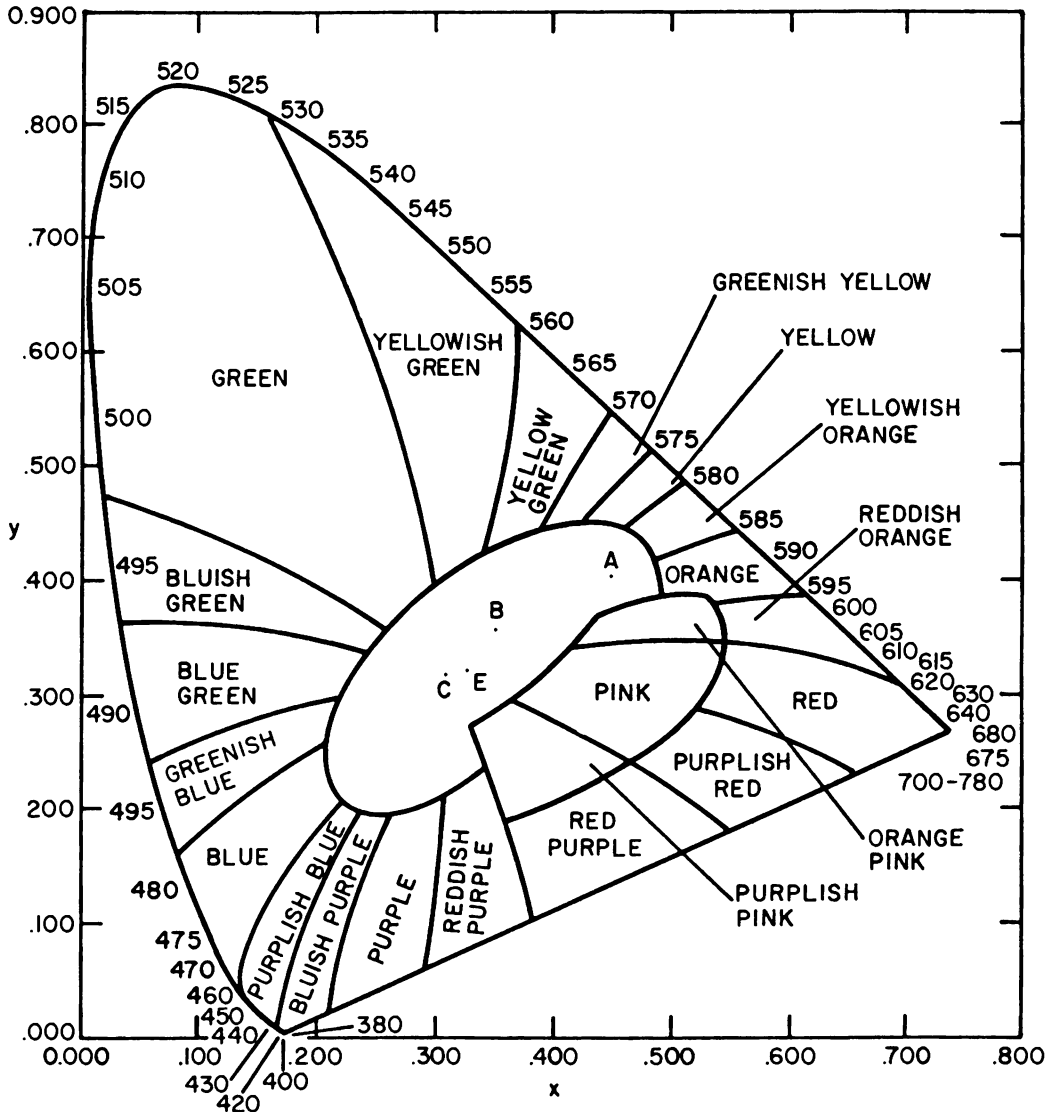 0.900
520
525
515
530
.800
535
510
540
545
.700
550
505
555
GREENISH YELLOW
560
YELLOW
.600
YELLOWISH
GREEN
565
GREEN
570
YELLOWISH
ORANGE
500
575
YELLOW
GREEN
.500
580
y
585
REDDISH
ORANGE
590
495
A
ORANGE
595
.400
BLUISH
GREEN
600
B
605
610
615
BLUE
GREEN
C
E
PINK
620
630
RED
.300
490
640
680
GREENISH
BLUE
PURPLISH
RED
675
700-780
495
.200
RED
PURPLE
ORANGE
PINK
BLUE
480
PURPLISH BLUE
BLUISH PURPLE
PURPLE
REDDISH
PURPLE
PURPLISH
PINK
.100
475
470
460
450
440
380
.000
0.000
.100
.200
.300
.400
.500
.600
.700
.800
430
400
420
x